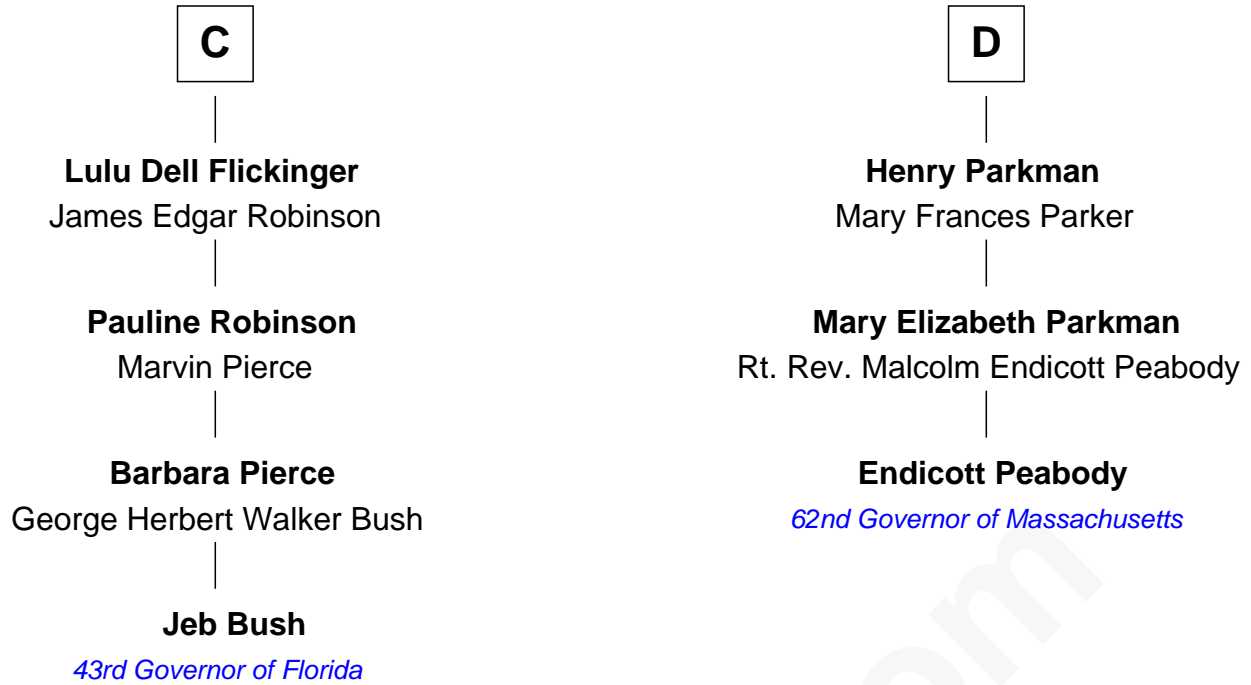 C
Lulu Dell Flickinger
James Edgar Robinson
Pauline Robinson
Marvin Pierce
Barbara Pierce
George Herbert Walker Bush
Jeb Bush
43rd Governor of Florida
D
Henry Parkman
Mary Frances Parker
Mary Elizabeth Parkman
Rt. Rev. Malcolm Endicott Peabody
Endicott Peabody
62nd Governor of Massachusetts
om